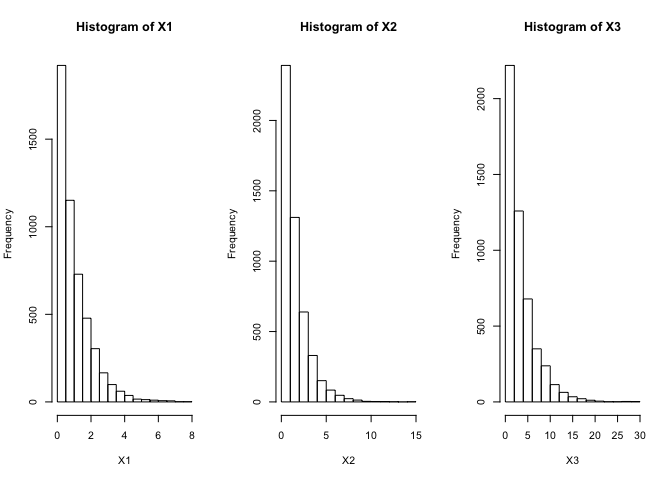 Histogram of X1
Frequency
0
500
1000
1500
0 2 4 6 8
X1
Histogram of X2
Frequency
0
500
1000
1500
2000
0 5 10 15
X2
Histogram of X3
Frequency
0
500
1000
1500
2000
0 5 10 15 20 25 30
X3